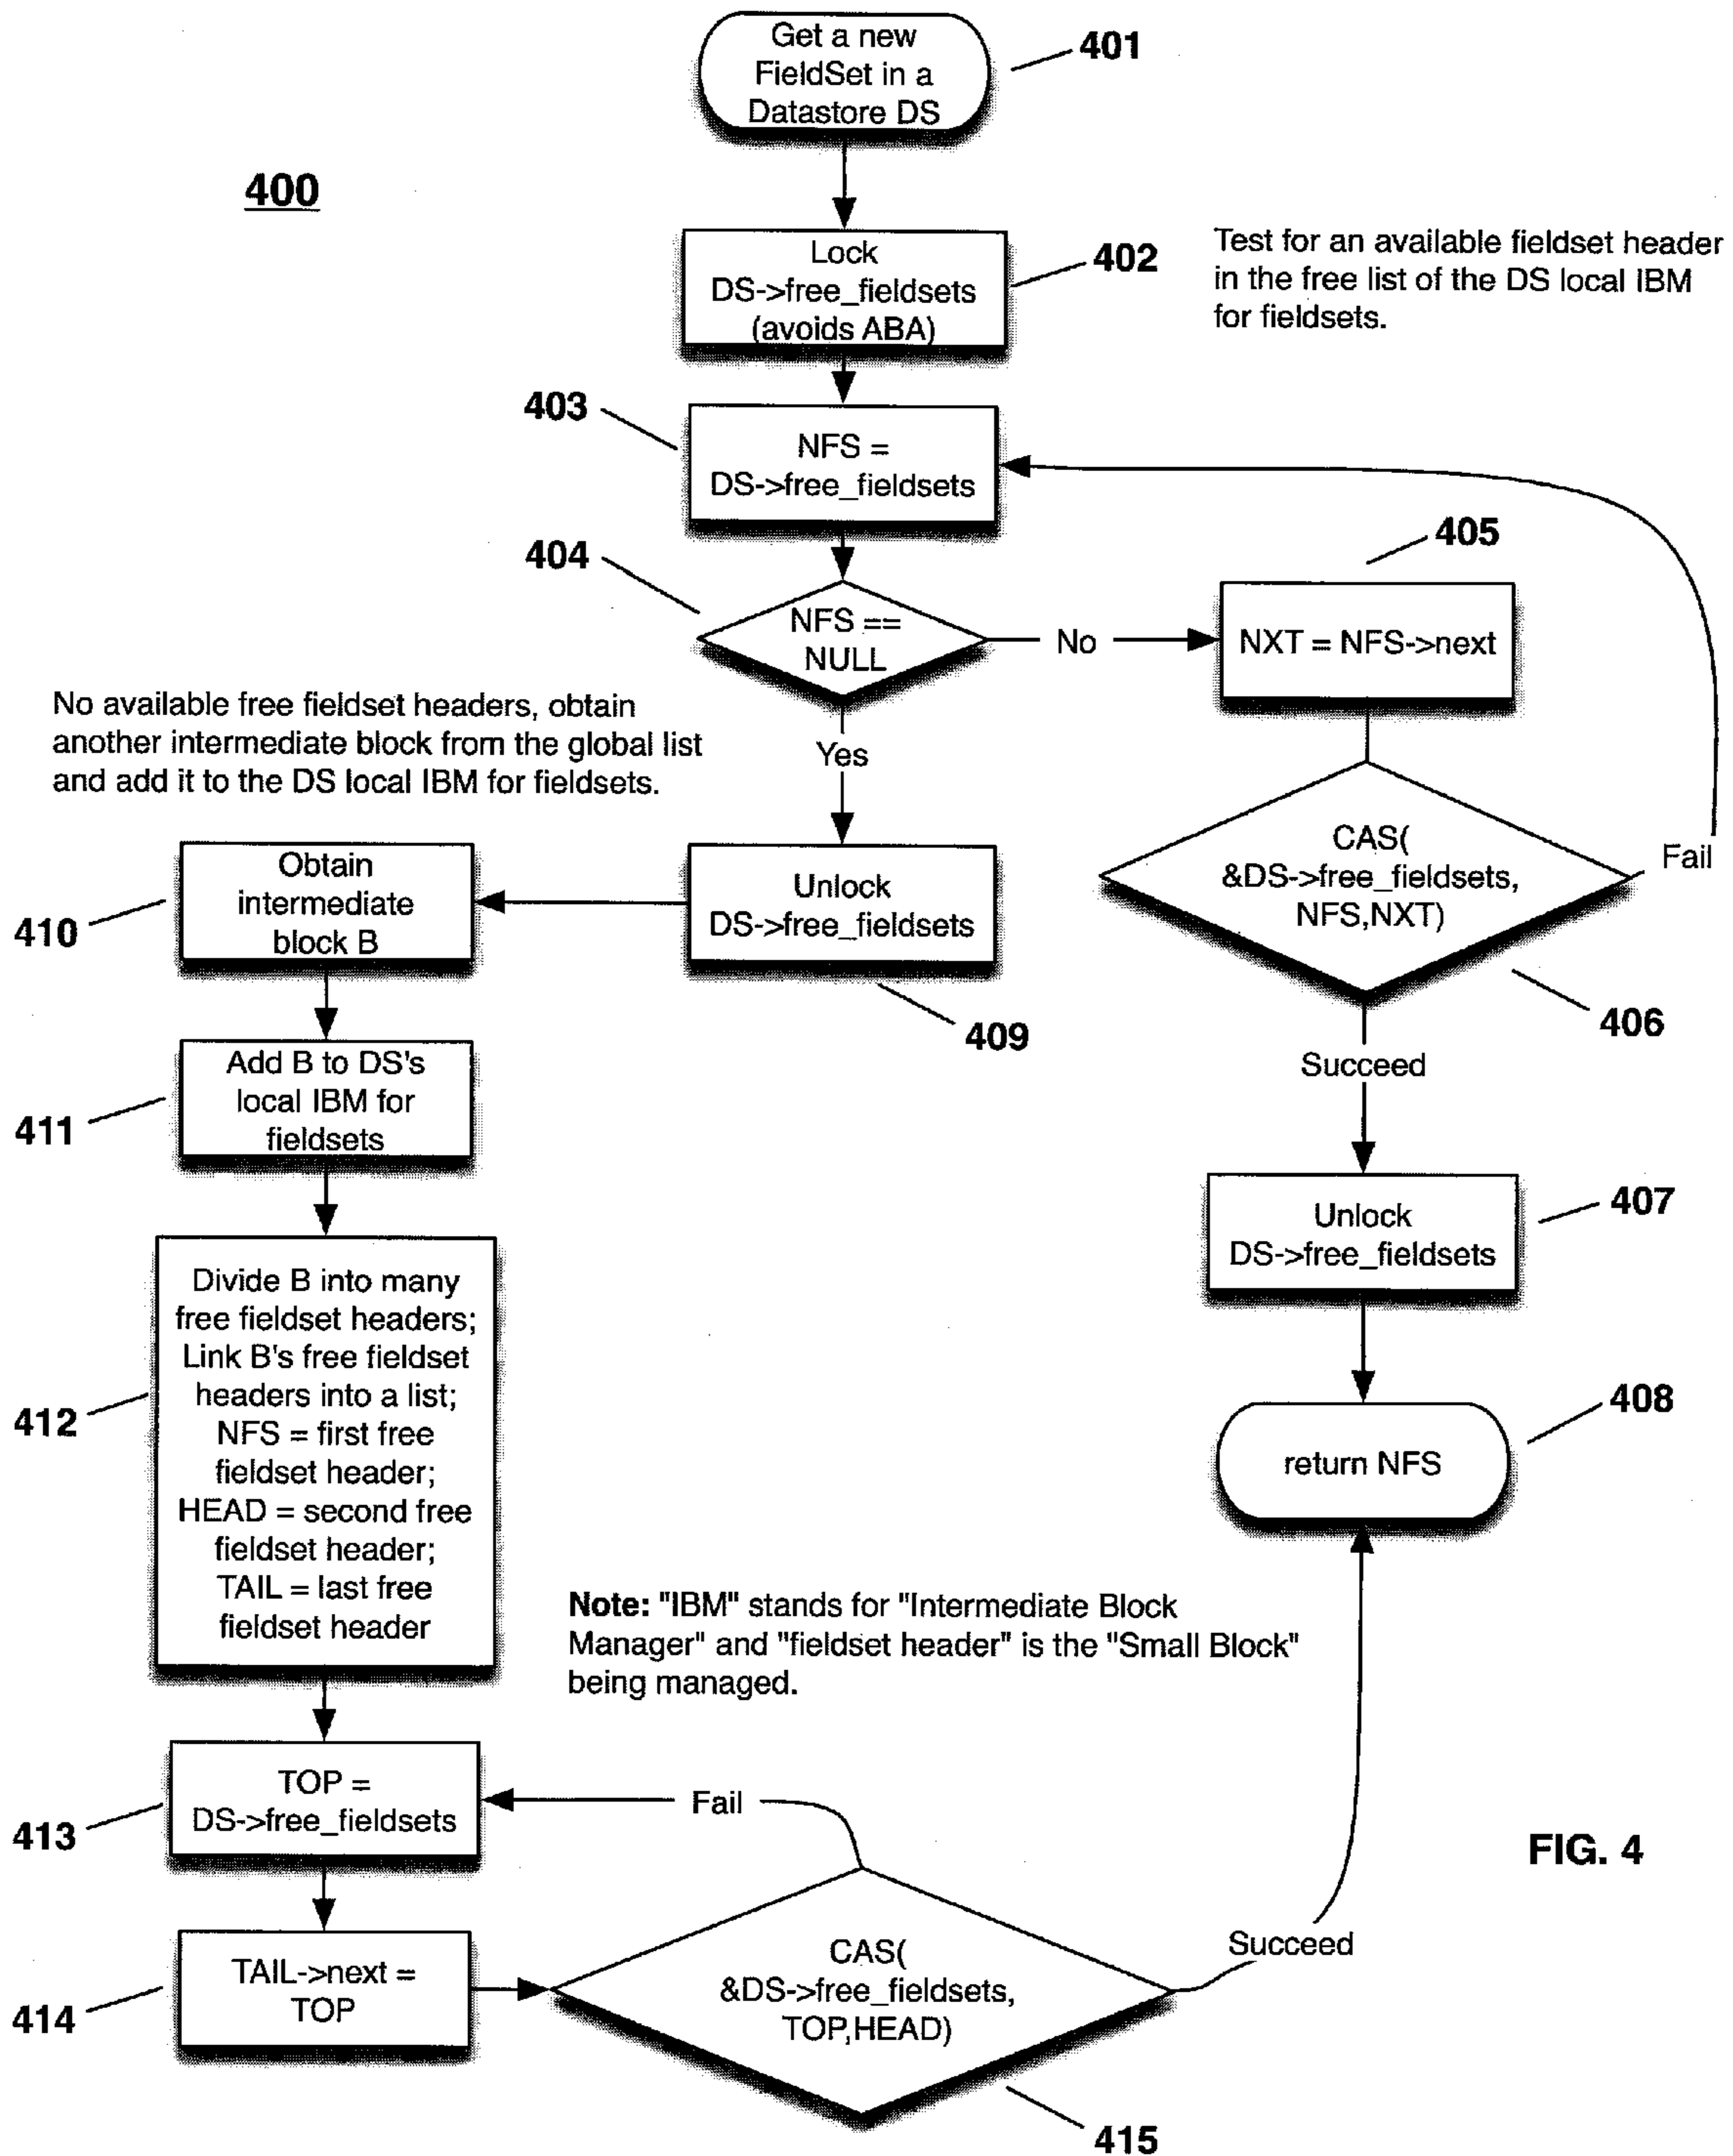 Get a new
FieldSet in a
Datastore DS
401
400
Lock
DS->free_fieldsets
(avoids ABA)
402
Test for an available fieldset header
in the free list of the DS local IBM
for fieldsets.
403
NFS =
DS->free_fieldsets
404
NFS ==
NULL
No
405
NXT = NFS->next
No available free fieldset headers, obtain
another intermediate block from the global list
and add it to the DS local IBM for fieldsets.
Yes
CAS(
&DS->free_fieldsets,
NFS,NXT)
Fail
406
Obtain
intermediate
block B
410
Unlock
DS->free_fieldsets
409
Succeed
Add B to DS's
local IBM for
fieldsets
411
Unlock
DS->free_fieldsets
407
Divide B into many
free fieldset headers;
Link B's free fieldset
headers into a list;
NFS = first free
fieldset header;
HEAD = second free
fieldset header;
TAIL = last free
fieldset header
412
408
return NFS
Note: "IBM" stands for "Intermediate Block
Manager" and "fieldset header" is the "Small Block"
being managed.
TOP =
DS->free_fieldsets
413
Fail
FIG. 4
TAIL->next =
TOP
414
CAS(
&DS->free_fieldsets,
TOP,HEAD)
Succeed
415